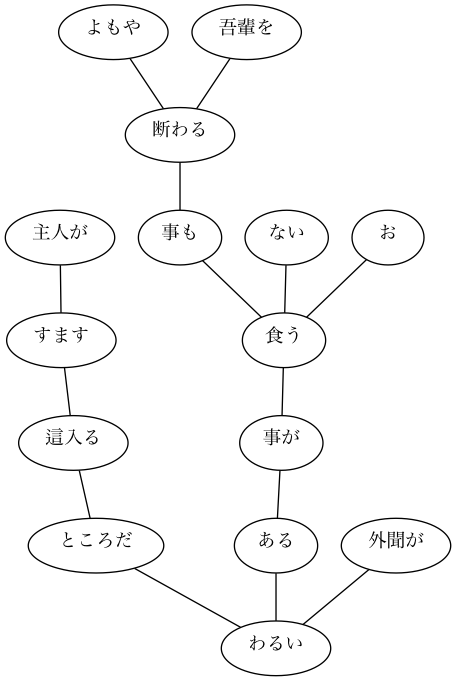 よもや
吾輩を
断わる
主人が
事も
ない
お
すます
食う
這入る
事が
ところだ
ある
外聞が
わるい